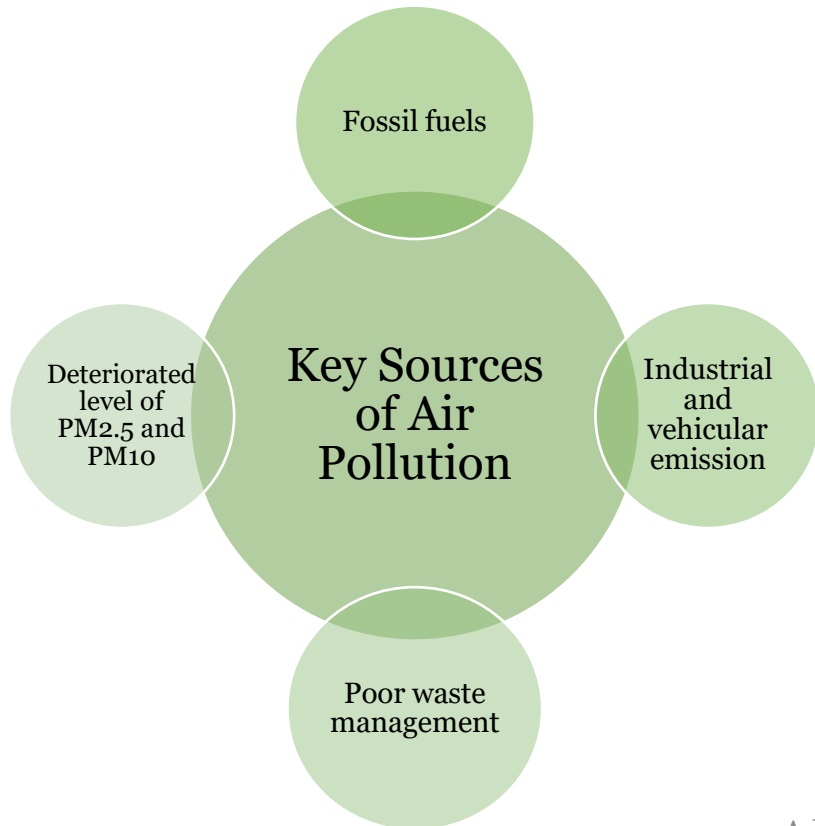 Fossil fuels
Key Sources
of Air
Pollution
Deteriorated
level of
PM2.5 and
PM10
Industrial
and
vehicular
emission
Poor waste
management